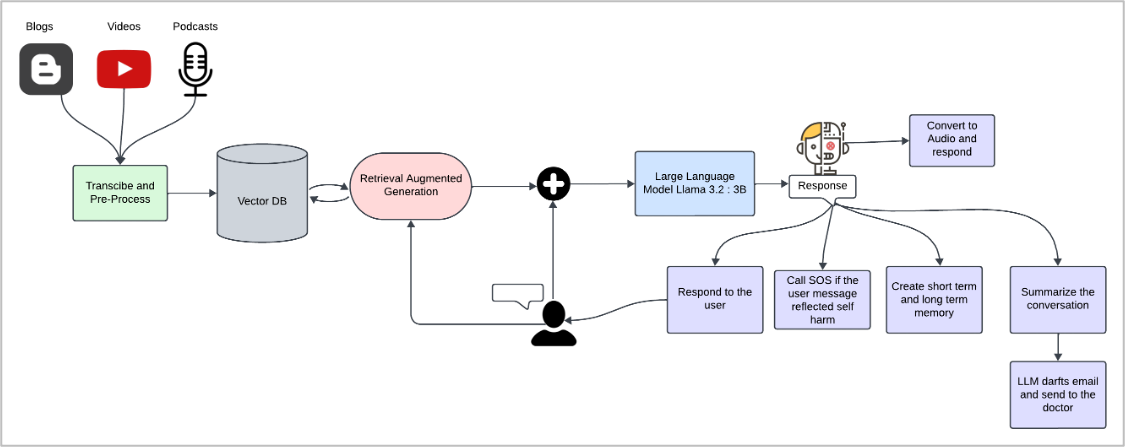 Blogs
Videos
Podcasts
Transcibe and
Pre-Process
Vector DB
Retrieval Augmented
Generation
Large Language
Model Llama 3.2 : 3B
Response
Convert to
Audio and
respond
Respond to the
user
Call SOS if the
user message
reflected self
harm
Create short term
and long term
memory
Summarize the
conversation
LLM darfts email
and send to the
doctor